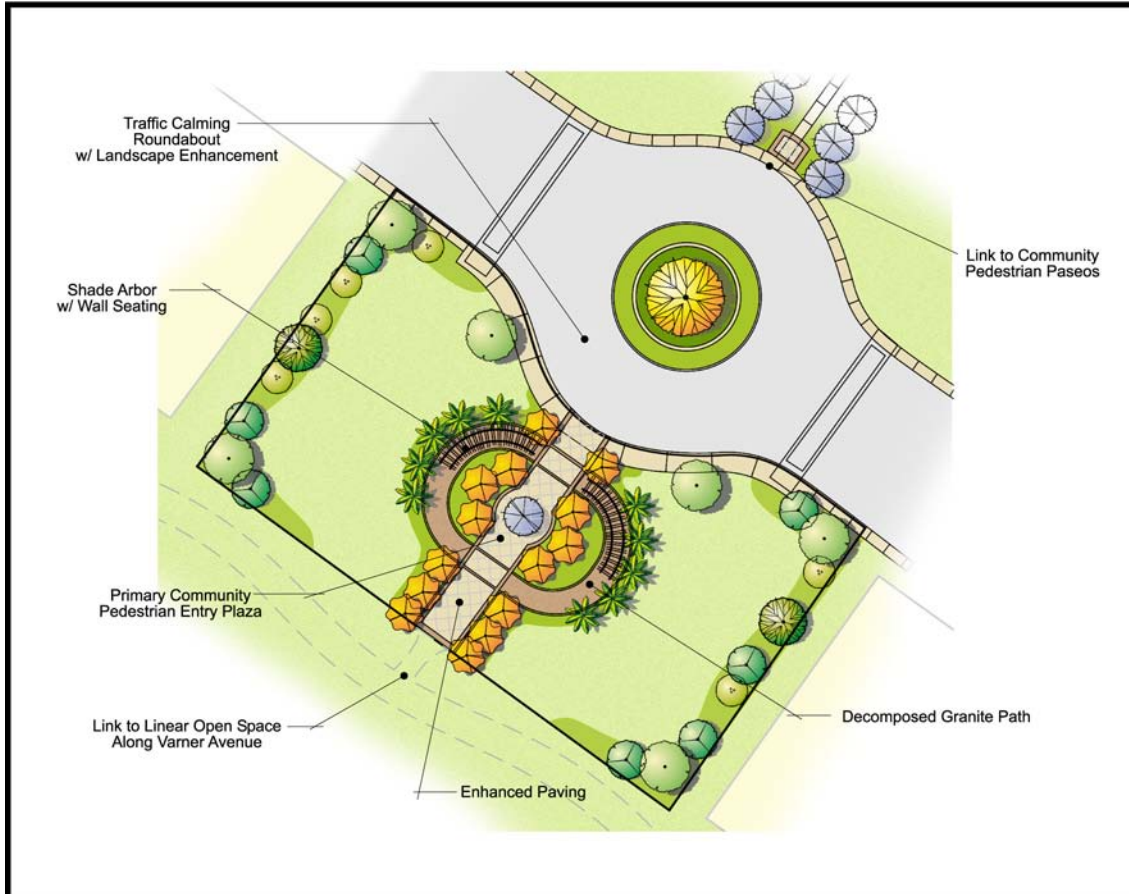 Traffic Calming
Roundabout
w/ Landscape Enhancement
Link to Community
Pedestrian Paseos
Shade Arbor
w/ Wall Seating
Primary Community
Pedestrian Entry Plaza
Decomposed Granite Path
Link to Linear Open Space
Along Varner Avenue
Enhanced Paving